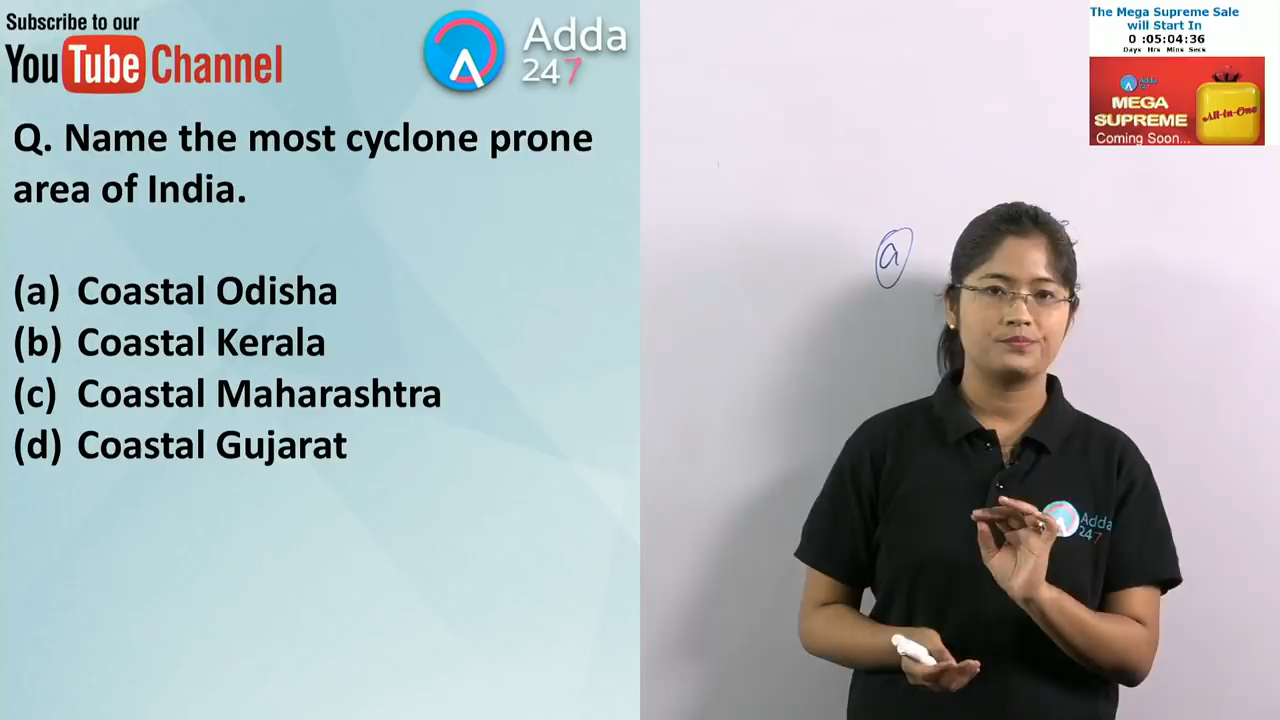 Subscribe to our
YouTube Channel
Adda
247
Q. Name the most cyclone prone
area of India.
(a) Coastal Odisha
(b) Coastal Kerala
(c) Coastal Maharashtra
(d) Coastal Gujarat
The Mega Supreme Sale
will Start In
0 :05:04:36
Days Hrs Mins Secs
Adda
247
MEGA
SUPREME
Coming Soon...
All-In-One
a
Adda
247